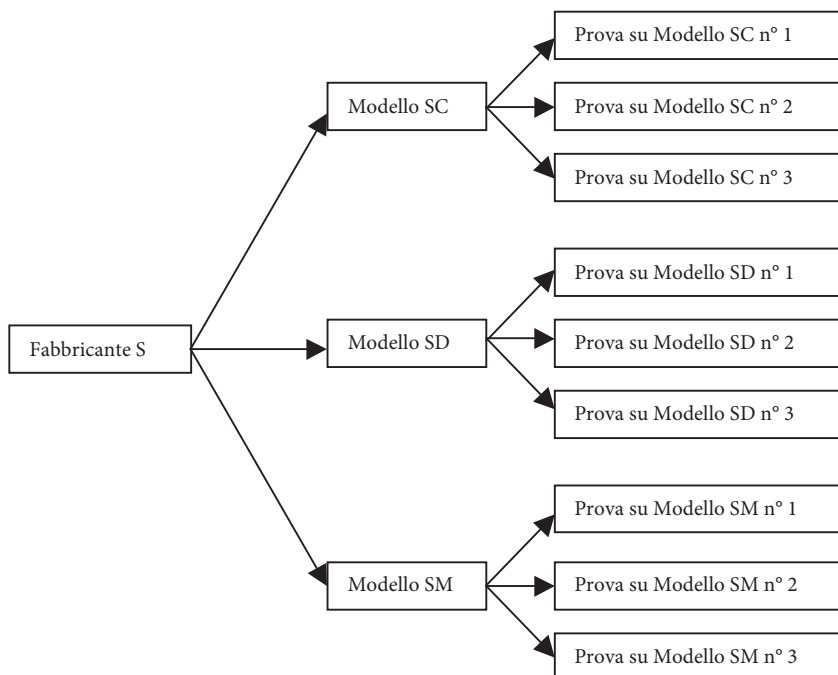 Fabbricante S
Modello SC
Prova su Modello SC n° 1
Prova su Modello SC n° 2
Prova su Modello SC n° 3
Modello SD
Prova su Modello SD n° 1
Prova su Modello SD n° 2
Prova su Modello SD n° 3
Modello SM
Prova su Modello SM n° 1
Prova su Modello SM n° 2
Prova su Modello SM n° 3